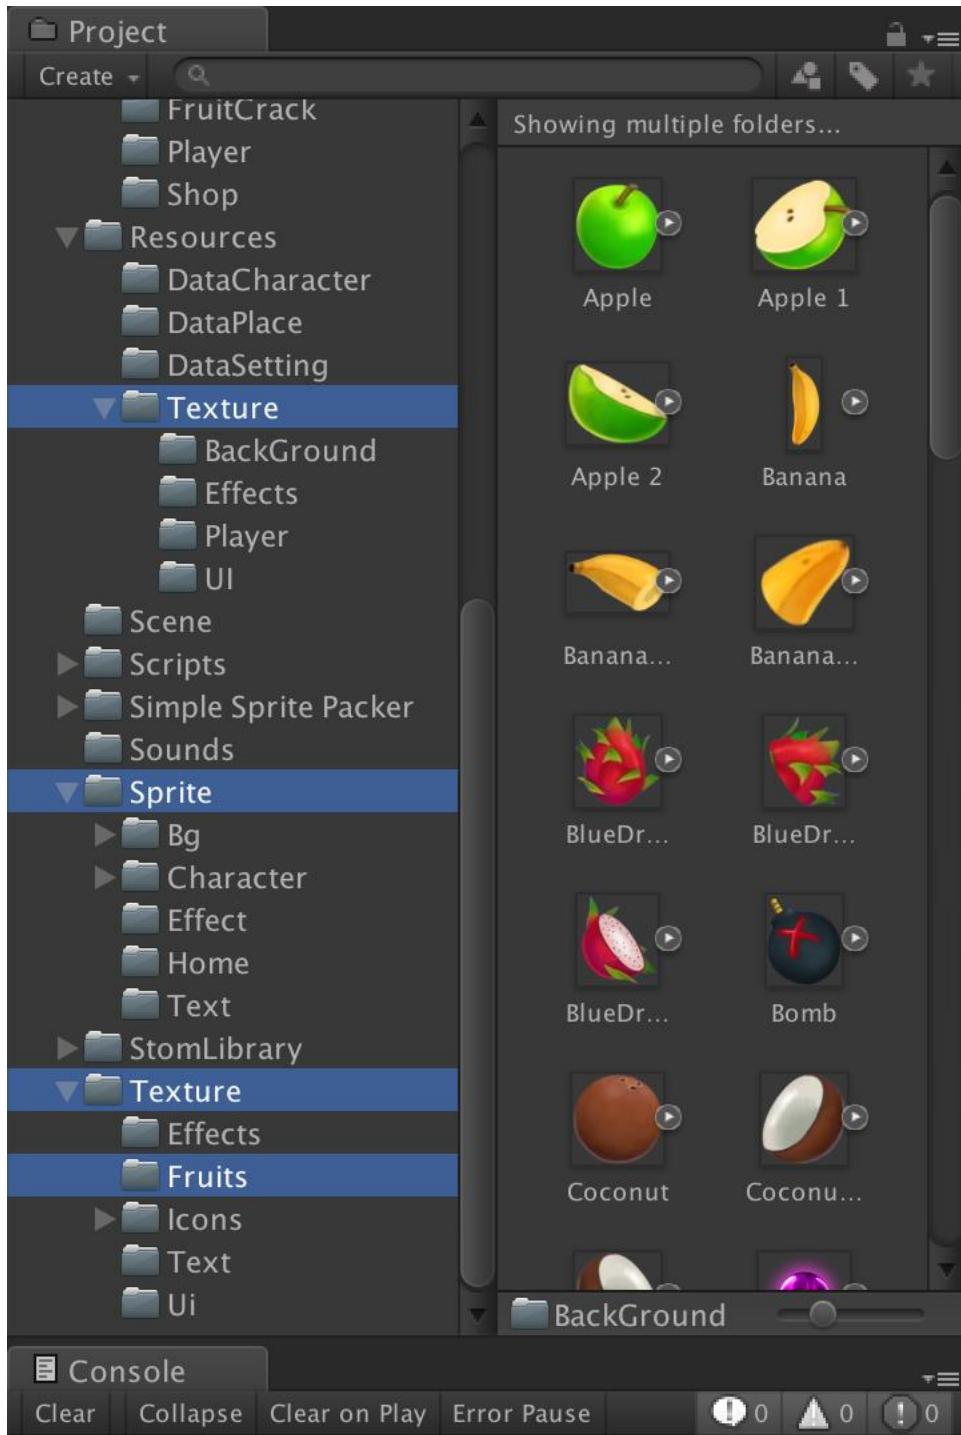 Project
Create
FruitCrack
Player
Shop
Resources
DataCharacter
DataPlace
DataSetting
Texture
BackGround
Effects
Player
UI
Scene
Scripts
Simple Sprite Packer
Sounds
Sprite
Bg
Character
Effect
Home
Text
StomLibrary
Texture
Effects
Fruits
Icons
Text
Ui
Showing multiple folders...
Apple Apple 1
Apple 2 Banana
Banana... Banana...
BlueDr... BlueDr...
BlueDr... Bomb
Coconut Coconu...
BackGround
Console
Clear Collapse Clear on Play Error Pause 0 0 0